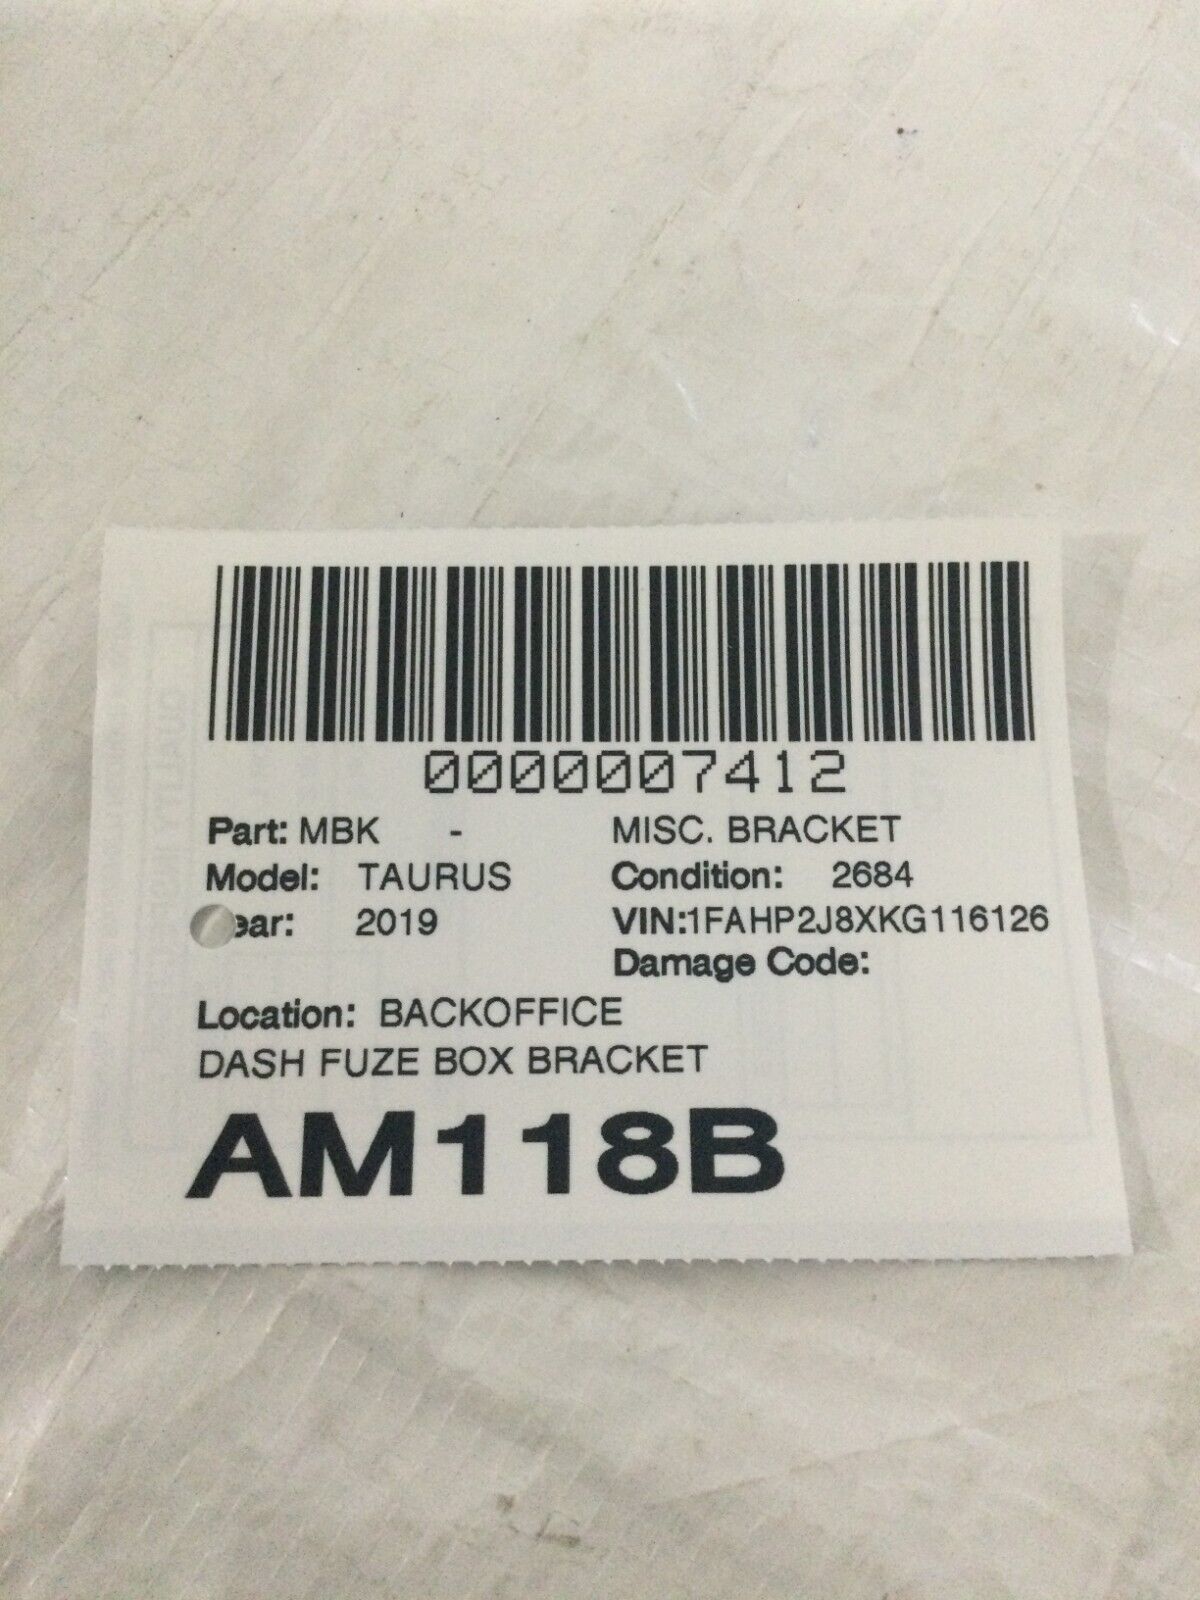 0000007412
Part: MBK - MISC. BRACKET
Model: TAURUS Condition: 2684
ear: 2019 VIN:1FAHP2J8XKG116126
Damage Code:
Location: BACKOFFICE
DASH FUZE BOX BRACKET
AM118B